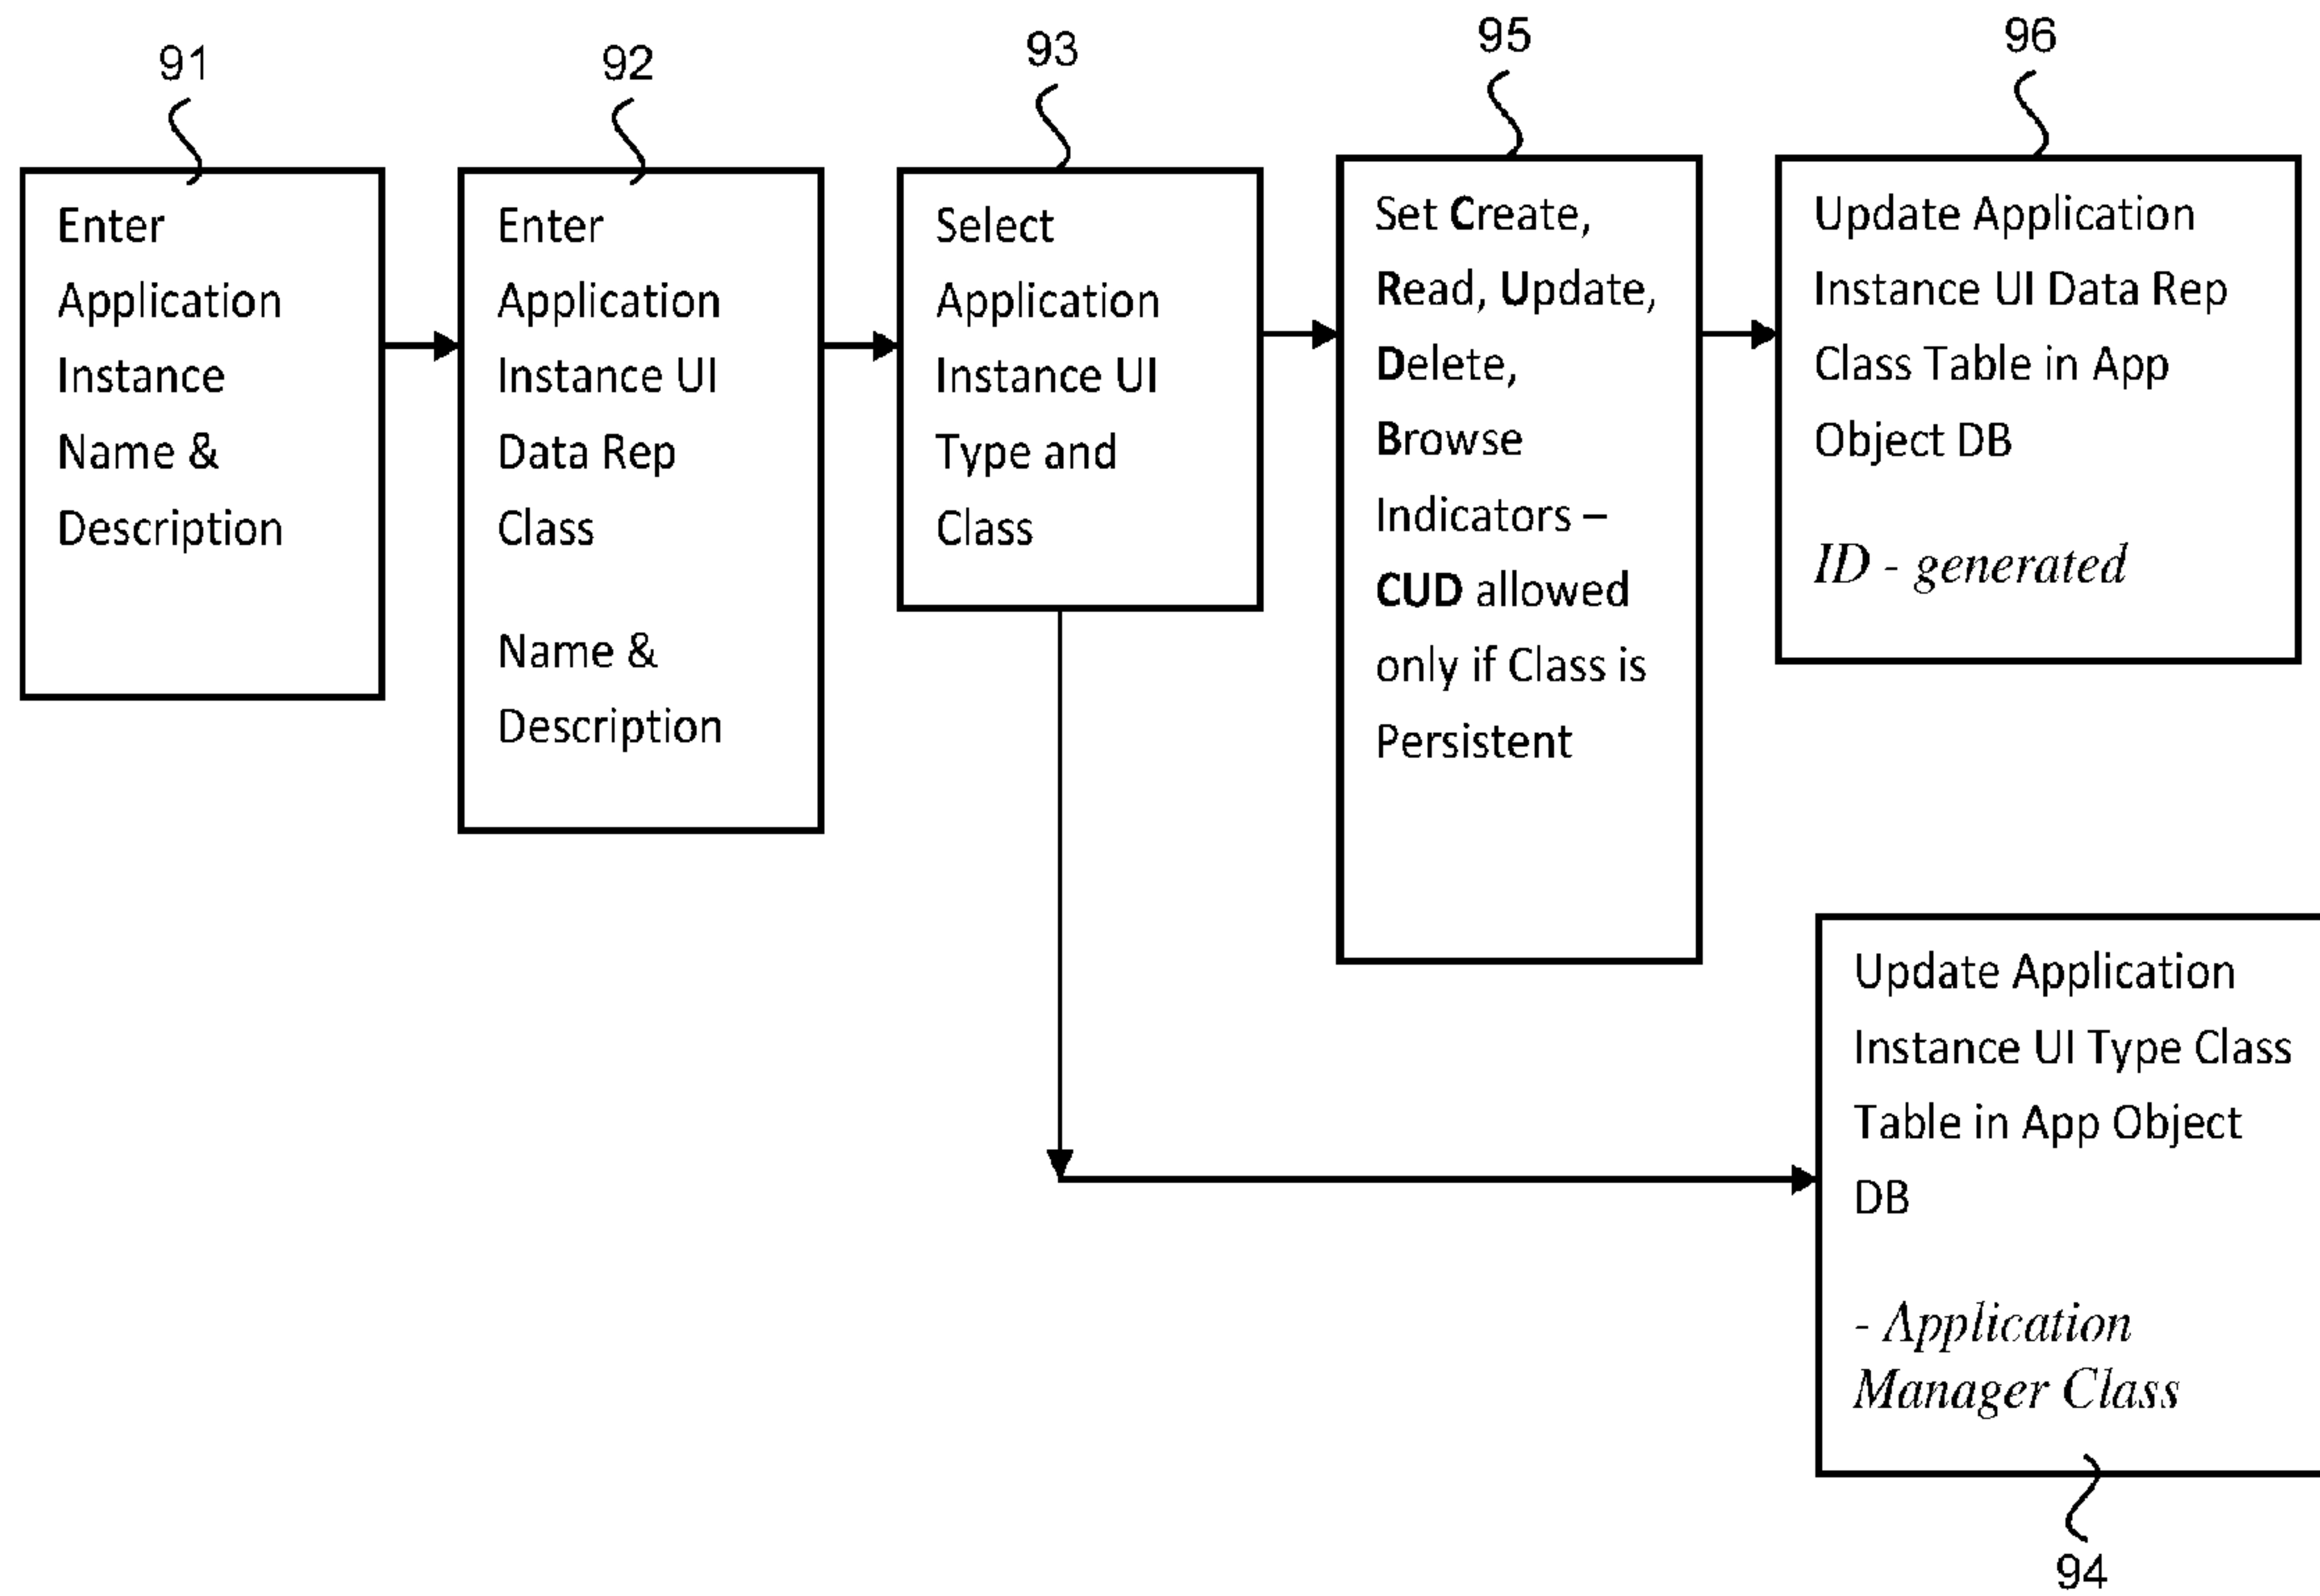 91
Enter
Application
Instance
Name &
Description
92
Enter
Application
Instance UI
Data Rep
Class
Name &
Description
93
Select
Application
Instance UI
Type and
Class
95
Set Create,
Read, Update,
Delete,
Browse
Indicators –
CUD allowed
only if Class is
Persistent
96
Update Application
Instance UI Data Rep
Class Table in App
Object DB
ID - generated
Update Application
Instance UI Type Class
Table in App Object
DB
- Application
Manager Class
94